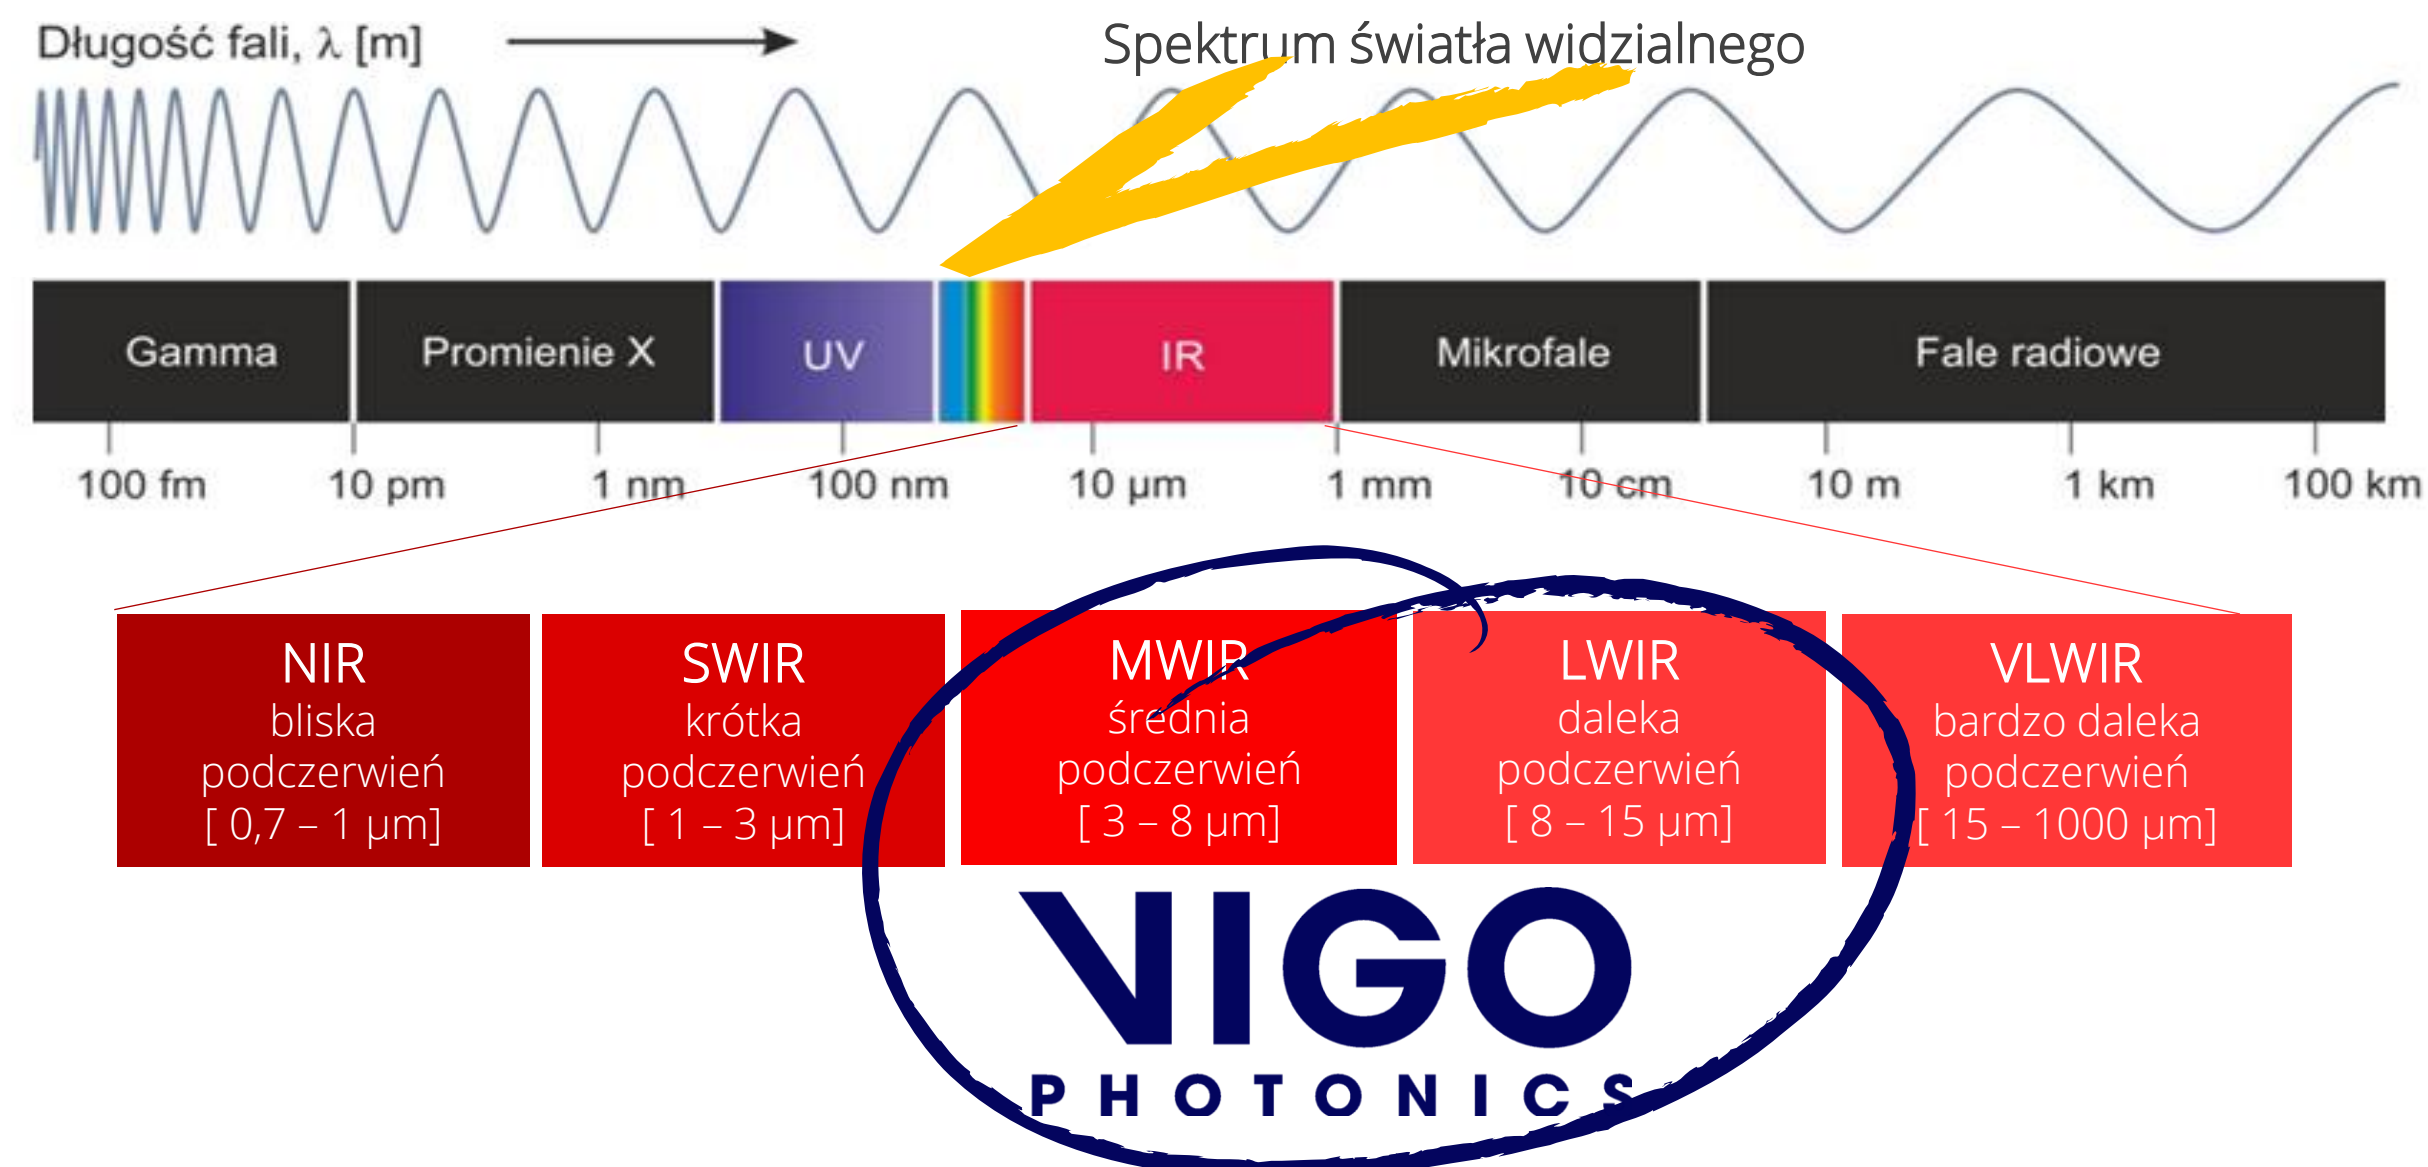 Długość fali, λ [m]
Spektrum światła widzialnego
Gamma
Promienie X
UV
IR
Mikrofale
Fale radiowe
100 fm
10 pm
1 nm
100 nm
10 µm
1 mm
10 cm
10 m
1 km
100 km
NIR
bliska
podczerwień
[ 0,7 – 1 µm]
SWIR
krótka
podczerwień
[ 1 – 3 µm]
MWIR
średnia
podczerwień
[ 3 – 8 µm]
LWIR
daleka
podczerwień
[ 8 – 15 µm]
VLWIR
bardzo daleka
podczerwień
[ 15 – 1000 µm]
VIGO
PHOTONICS